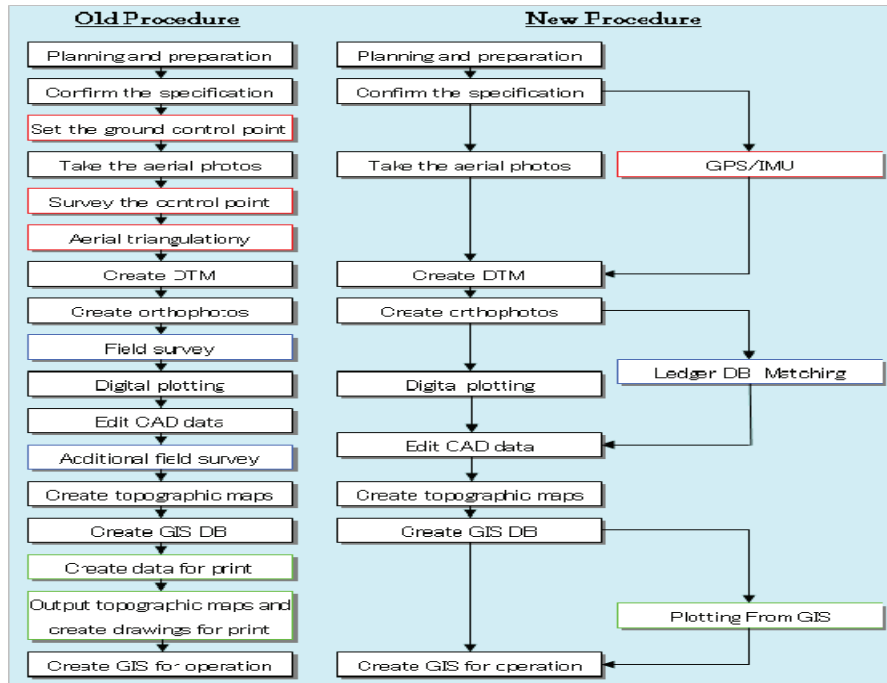 Old Procedure
Planning and preparation
Confirm the specification
Set the ground control point
Take the aerial photos
Survey the control point
Aerial triangulationy
Create DTM
Create orthophotos
Field survey
Digital plotting
Edit CAD data
Additional field survey
Create topographic maps
Create GIS DB
Create data for print
Output topographic maps and
create drawings for print
Create GIS for operation
New Procedure
Planning and preparation
Confirm the specification
Take the aerial photos
GPS/IMU
Create DTM
Create orthophotos
Digital plotting
Ledger DB Matching
Edit CAD data
Create topographic maps
Create GIS DB
Plotting From GIS
Create GIS for operation